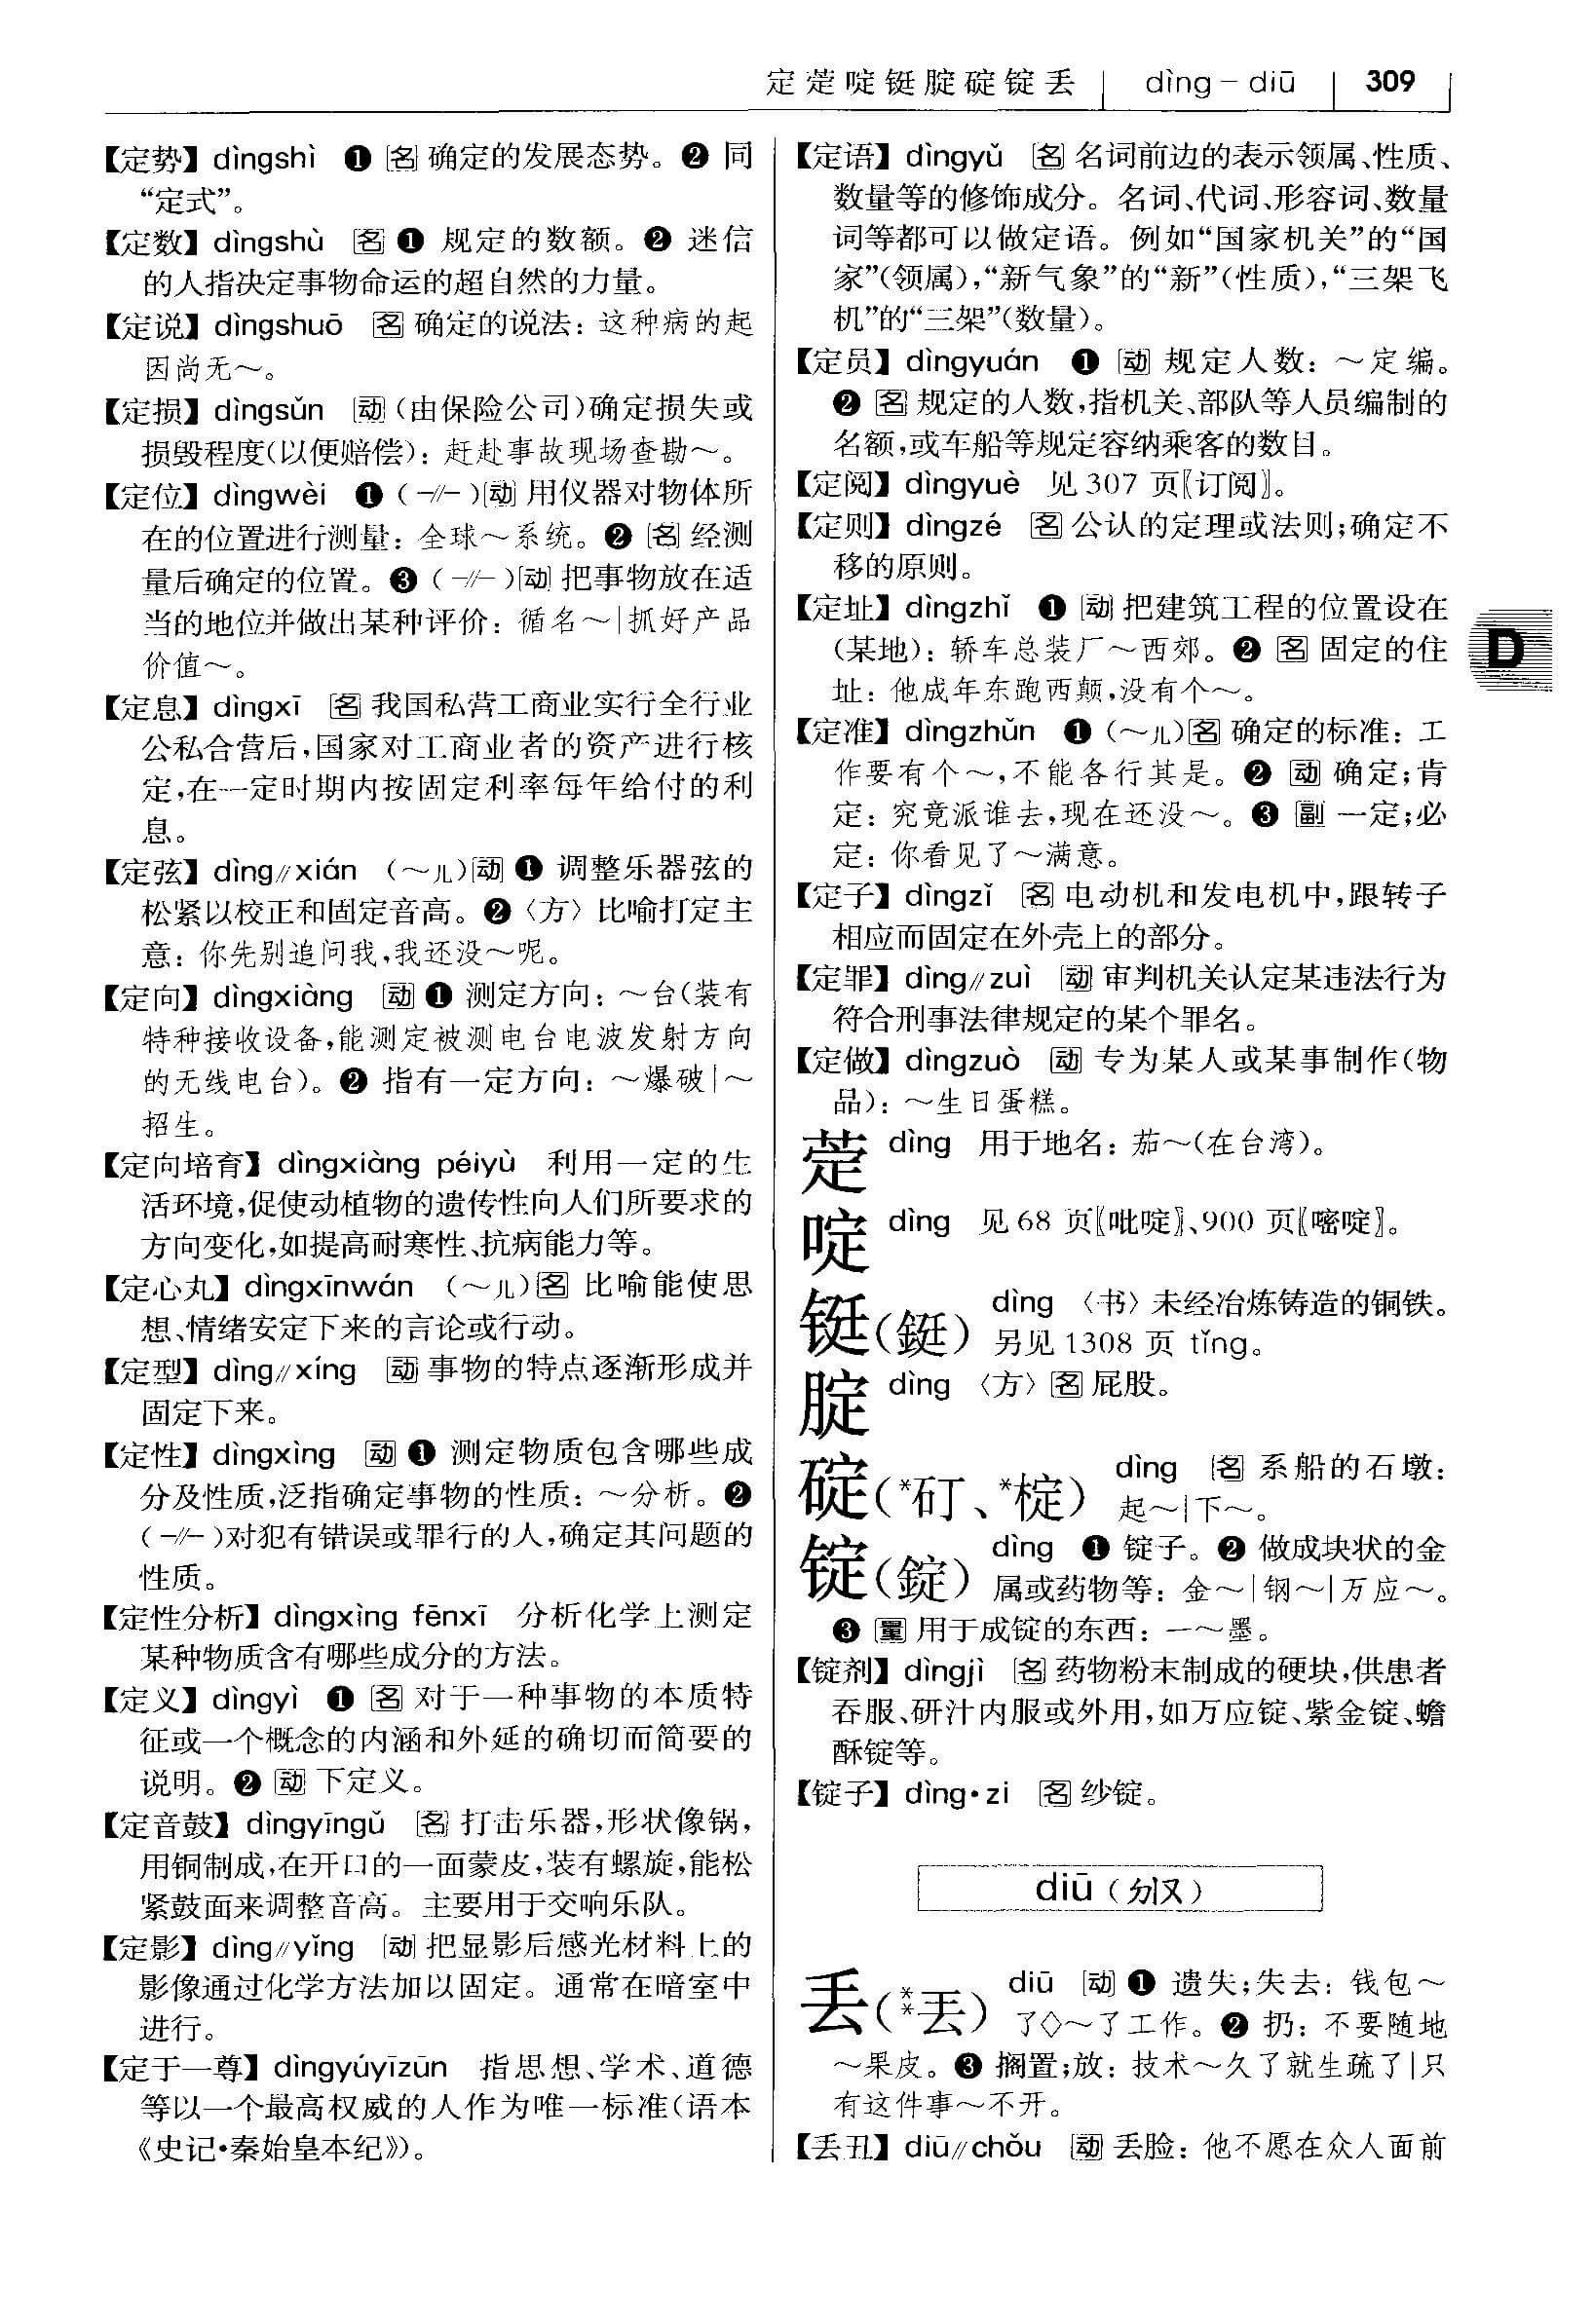 定萣啶铤腚碇锭丢 dìng－diū 309
【定势】dìngshì ❶ 名 确定的发展态势。❷ 同
“定式”。
【定数】dìngshù 名 ❶ 规定的数额。❷ 迷信
的人指决定事物命运的超自然的力量。
【定说】dìngshuō 名 确定的说法：这种病的起
因尚无～。
【定损】dìngsǔn 动（由保险公司）确定损失或
损毁程度（以便赔偿）：赶赴事故现场查勘～。
【定位】dìngwèi ❶（-//-）动 用仪器对物体所
在的位置进行测量：全球～系统。❷ 名 经测
量后确定的位置。❸（-//-）动 把事物放在适
当的地位并做出某种评价：循名～|抓好产品
价值～。
【定息】dìngxī 名 我国私营工商业实行全行业
公私合营后，国家对工商业者的资产进行核
定，在一定时期内按固定利率每年给付的利
息。
【定弦】dìng//xián （～儿）动 ❶ 调整乐器弦的
松紧以校正和固定音高。❷〈方〉比喻打定主
意：你先别追问我，我还没～呢。
【定向】dìngxiàng 动 ❶ 测定方向：～台（装有
特种接收设备，能测定被测电台电波发射方向
的无线电台）。❷ 指有一定方向：～爆破|～
招生。
【定向培育】dìngxiàng péiyù 利用一定的生
活环境，促使动植物的遗传性向人们所要求的
方向变化，如提高耐寒性、抗病能力等。
【定心丸】dìngxīnwán （～儿）名 比喻能使思
想、情绪安定下来的言论或行动。
【定型】dìng//xíng 动 事物的特点逐渐形成并
固定下来。
【定性】dìngxìng 动 ❶ 测定物质包含哪些成
分及性质，泛指确定事物的性质：～分析。❷
（-//-）对犯有错误或罪行的人，确定其问题的
性质。
【定性分析】dìngxìng fēnxī 分析化学上测定
某种物质含有哪些成分的方法。
【定义】dìngyì ❶ 名 对于一种事物的本质特
征或一个概念的内涵和外延的确切而简要的
说明。❷ 动 下定义。
【定音鼓】dìngyīngǔ 名 打击乐器，形状像锅，
用铜制成，在开口的一面蒙皮，装有螺旋，能松
紧鼓面来调整音高。主要用于交响乐队。
【定影】dìng//yǐng 动 把显影后感光材料上的
影像通过化学方法加以固定。通常在暗室中
进行。
【定于一尊】dìngyúyīzūn 指思想、学术、道德
等以一个最高权威的人作为唯一标准（语本
《史记·秦始皇本纪》）。
【定语】dìngyǔ 名 名词前边的表示领属、性质、
数量等的修饰成分。名词、代词、形容词、数量
词等都可以做定语。例如“国家机关”的“国
家”（领属），“新气象”的“新”（性质），“三架飞
机”的“三架”（数量）。
【定员】dìngyuán ❶ 动 规定人数：～定编。
❷ 名 规定的人数，指机关、部队等人员编制的
名额，或车船等规定容纳乘客的数目。
【定阅】dìngyuè 见 307 页〖订阅〗。
【定则】dìngzé 名 公认的定理或法则；确定不
移的原则。
【定址】dìngzhǐ ❶ 动 把建筑工程的位置设在
（某地）：轿车总装厂～西郊。❷ 名 固定的住
址：他成年东跑西颠，没有个～。
【定准】dìngzhǔn ❶（～儿）名 确定的标准：工
作要有个～，不能各行其是。❷ 动 确定；肯
定：究竟派谁去，现在还没～。❸ 副 一定；必
定：你看见了～满意。
【定子】dìngzǐ 名 电动机和发电机中，跟转子
相应而固定在外壳上的部分。
【定罪】dìng//zuì 动 审判机关认定某违法行为
符合刑事法律规定的某个罪名。
【定做】dìngzuò 动 专为某人或某事制作（物
品）：～生日蛋糕。
萣 dìng 用于地名：茄～（在台湾）。
啶 dìng 见 68 页〖吡啶〗、900 页〖嘧啶〗。
铤（鋌） dìng 〈书〉未经冶炼铸造的铜铁。
另见 1308 页 tǐng。
腚 dìng 〈方〉名 屁股。
碇（*矴、*椗） dìng 名 系船的石墩：
起～|下～。
锭（錠） dìng ❶ 锭子。❷ 做成块状的金
属或药物等：金～|钢～|万应～。
❸ 量 用于成锭的东西：一～墨。
【锭剂】dìngjì 名 药物粉末制成的硬块，供患者
吞服、研汁内服或外用，如万应锭、紫金锭、蟾
酥锭等。
【锭子】dìng·zi 名 纱锭。
D
diū（ㄉㄧㄡ）
丢（**丟） diū 动 ❶ 遗失；失去：钱包～
了◇～了工作。❷ 扔：不要随地
～果皮。❸ 搁置；放：技术～久了就生疏了|只
有这件事～不开。
【丢丑】diū//chǒu 动 丢脸：他不愿在众人面前